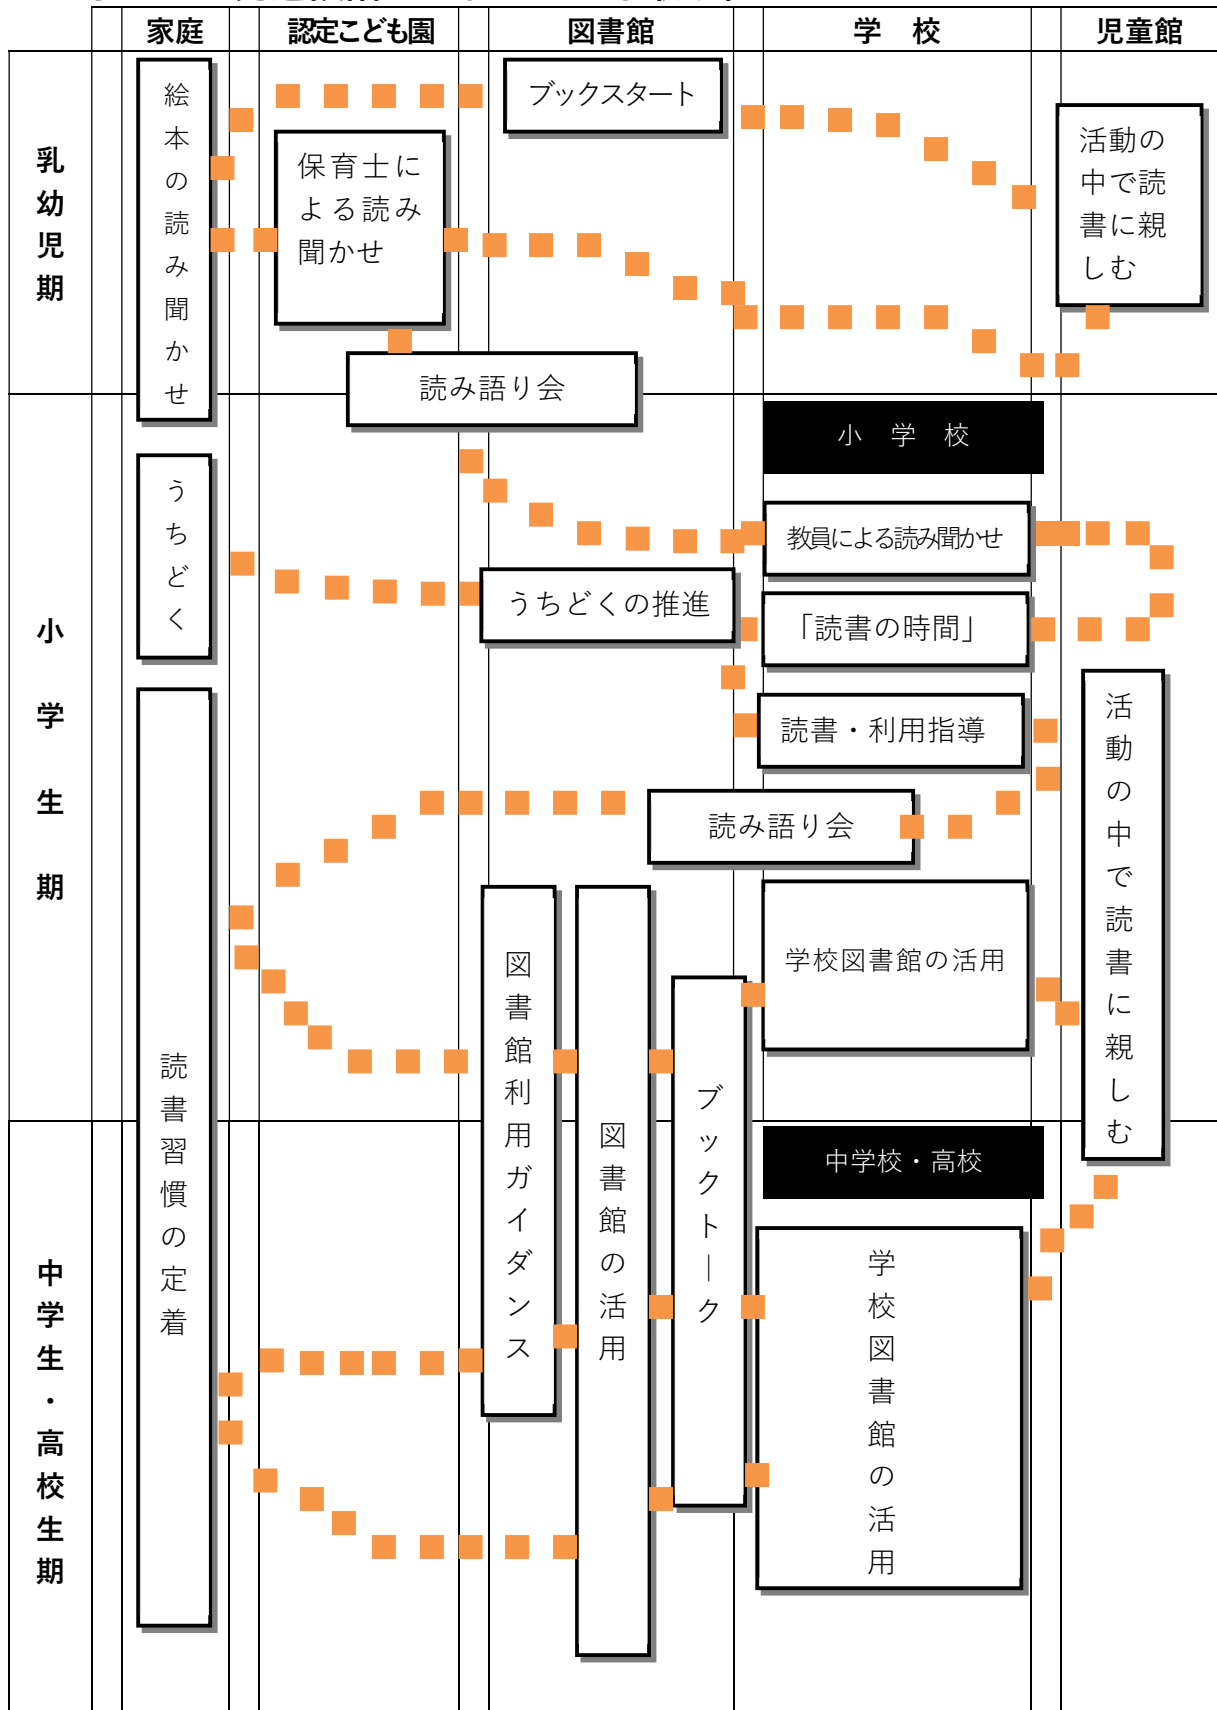 家庭
認定こども園
図書館
学　校
児童館
乳幼児期
絵本の読み聞かせ
ブックスタート
保育士に
よる読み
聞かせ
活動の
中で読
書に親
しむ
読み語り会
小学生期
小　学　校
うちどく
教員による読み聞かせ
うちどくの推進
「読書の時間」
読書・利用指導
読み語り会
活動の中で読書に親しむ
学校図書館の活用
図書館利用ガイダンス
図書館の活用
ブックトーク
読書習慣の定着
中学生・高校生期
中学校・高校
学校図書館の活用